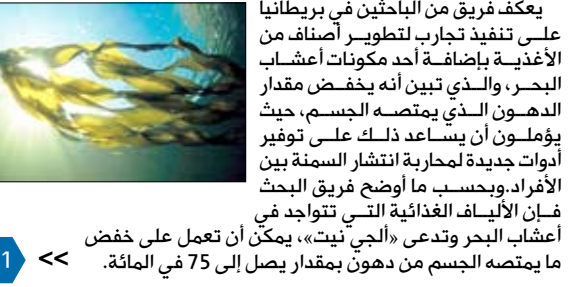 يعكف فريق من الباحثين في بريطانيا
على تنفيذ تجارب لتطوير أصناف من
الأغذية بإضافة أحد مكونات أعشاب
البحر، والذي تبين أنه يخفض مقدار
الدهون الذي يمتصه الجسم، حيث
يؤملون أن يساعد ذلك على توفير
أدوات جديدة لمحاربة انتشار السمنة بين
الأفراد.وبحسب ما أوضح فريق البحث
فإن الألياف الغذائية التي تتواجد في
أعشاب البحر وتدعى «ألجي نيت»، يمكن أن تعمل على خفض
ما يمتصه الجسم من دهون بمقدار يصل إلى 75 في المائة.
>> 1